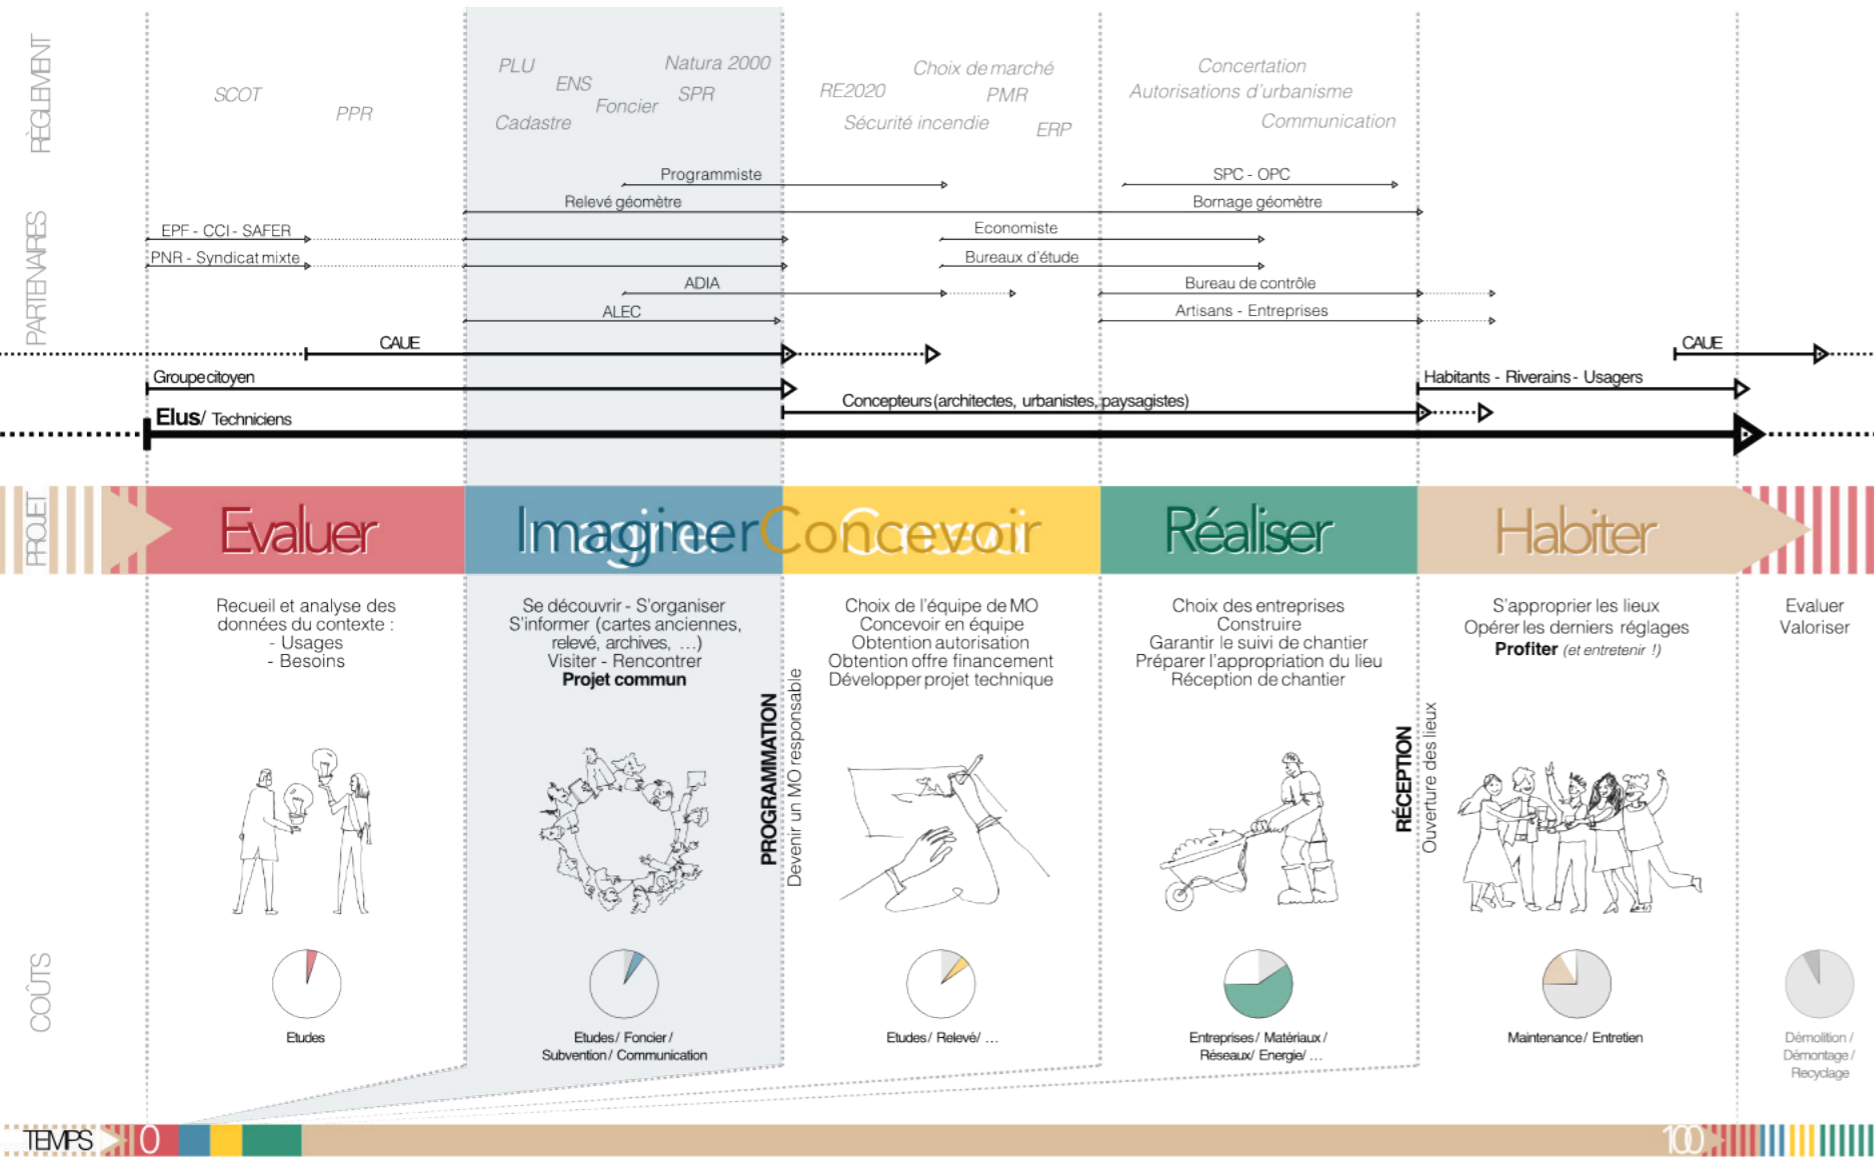 RÈGLEMENT
SCOT
PPR
PLU
ENS
Natura 2000
SPR
Foncier
Cadastre
Choix de marché
RE2020
PMR
Sécurité incendie
ERP
Concertation
Autorisations d'urbanisme
Communication
PARTENAIRES
Programmiste
SPC - OPC
Relevé géomètre
Bornage géomètre
EPF - CCI - SAFER
Economiste
PNR - Syndicat mixte
Bureaux d'étude
ADIA
Bureau de contrôle
ALEC
Artisans - Entreprises
CAUE
CAUE
Groupe citoyen
Habitants - Riverains - Usagers
Concepteurs (architectes, urbanistes, paysagistes)
Elus/ Techniciens
PROJET
Evaluer
Imaginer
Concevoir
Réaliser
Habiter
Recueil et analyse des
données du contexte :
- Usages
- Besoins
Se découvrir - S'organiser
S'informer (cartes anciennes,
relevé, archives, ...)
Visiter - Rencontrer
Projet commun
PROGRAMMATION
Devenir un MO responsable
Choix de l'équipe de MO
Concevoir en équipe
Obtention autorisation
Obtention offre financement
Développer projet technique
Choix des entreprises
Construire
Garantir le suivi de chantier
Préparer l'appropriation du lieu
Réception de chantier
RÉCEPTION
Ouverture des lieux
S'approprier les lieux
Opérer les derniers réglages
Profiter (et entretenir !)
Evaluer
Valoriser
COÛTS
Etudes
Etudes/ Foncier/
Subvention/ Communication
Etudes/ Relevé/ ...
Entreprises/ Matériaux/
Réseaux/ Energie/ ...
Maintenance/ Entretien
Démolition/
Démontage/
Recyclage
TEMPS
0
100